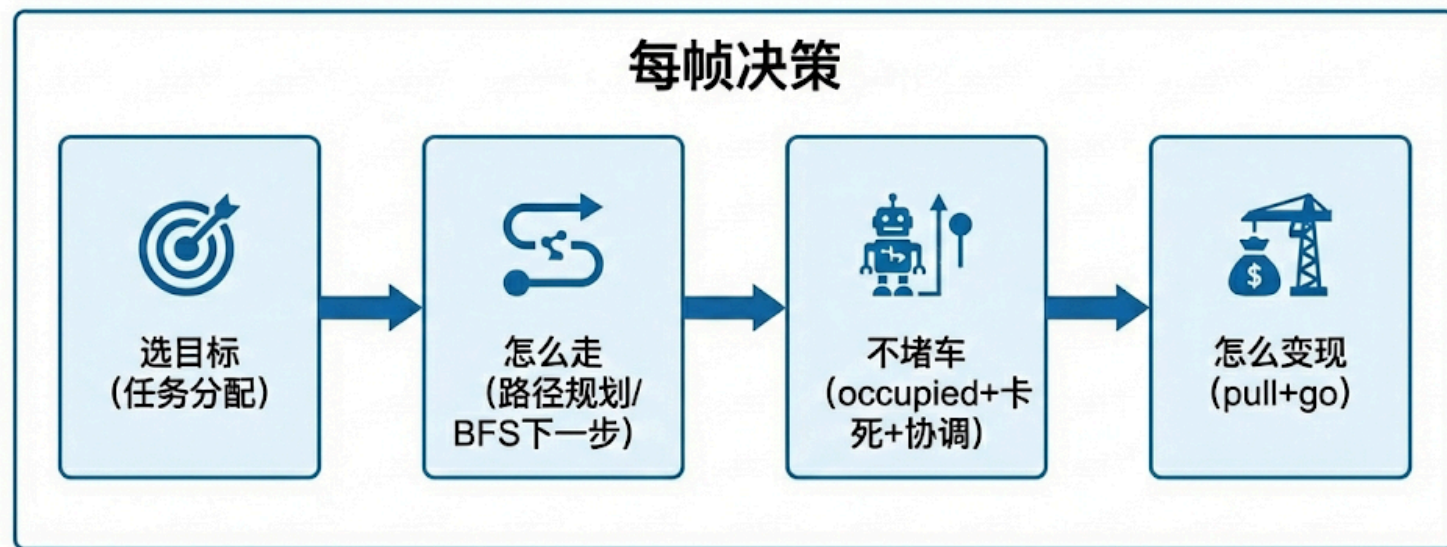 每帧决策
选目标
（任务分配）
怎么走
（路径规划/
BFS下一步）
不堵车
（occupied+卡
死+协调）
$
怎么变现
（pull+go）